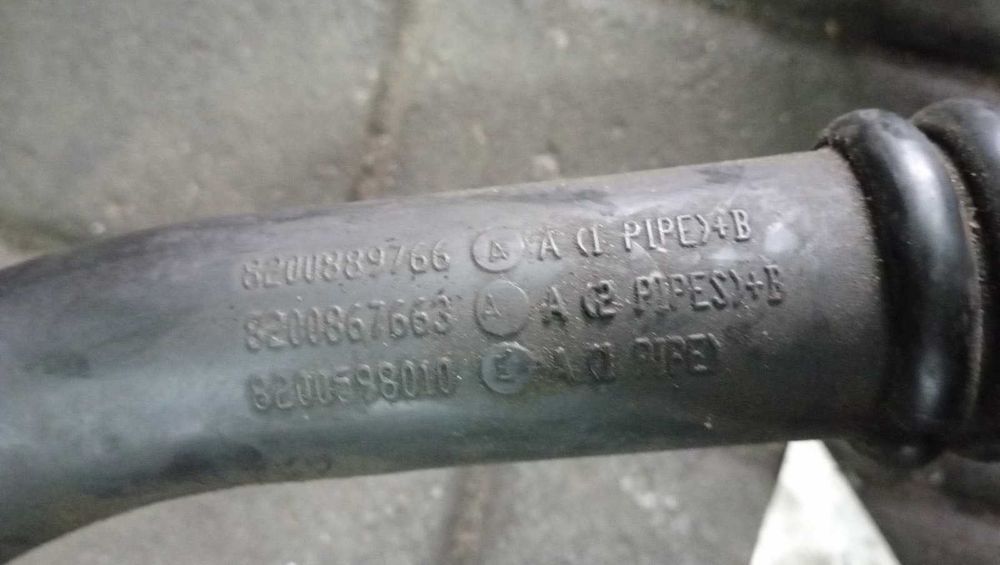 8200889766 A A (1 PIPE)+B
8200867663 A A (2 PIPES)+B
8200598010 E A (1 PIPE)